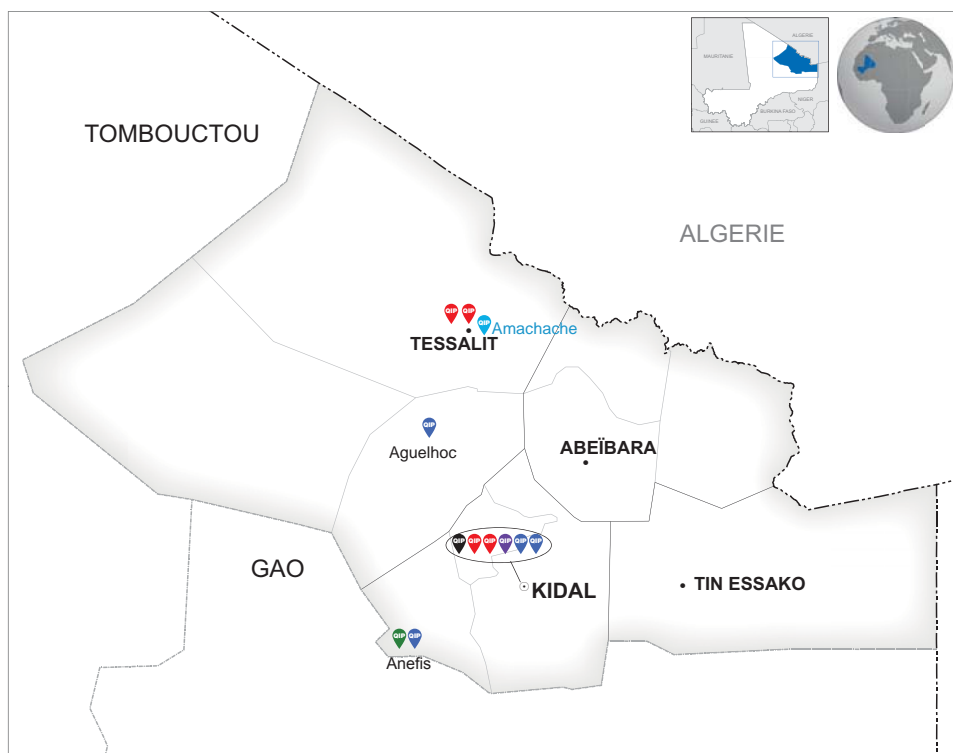 ALGERIE
MAURITANIE
NIGER
BURKINA FASO
GUINÉE
TOMBOUCTOU
ALGERIE
QIP QIP
QIP Amachache
TESSALIT
QIP
Aguelhoc
ABEÏBARA
QIP QIP QIP QIP QIP QIP
GAO
KIDAL
TIN ESSAKO
QIP QIP
Anefis